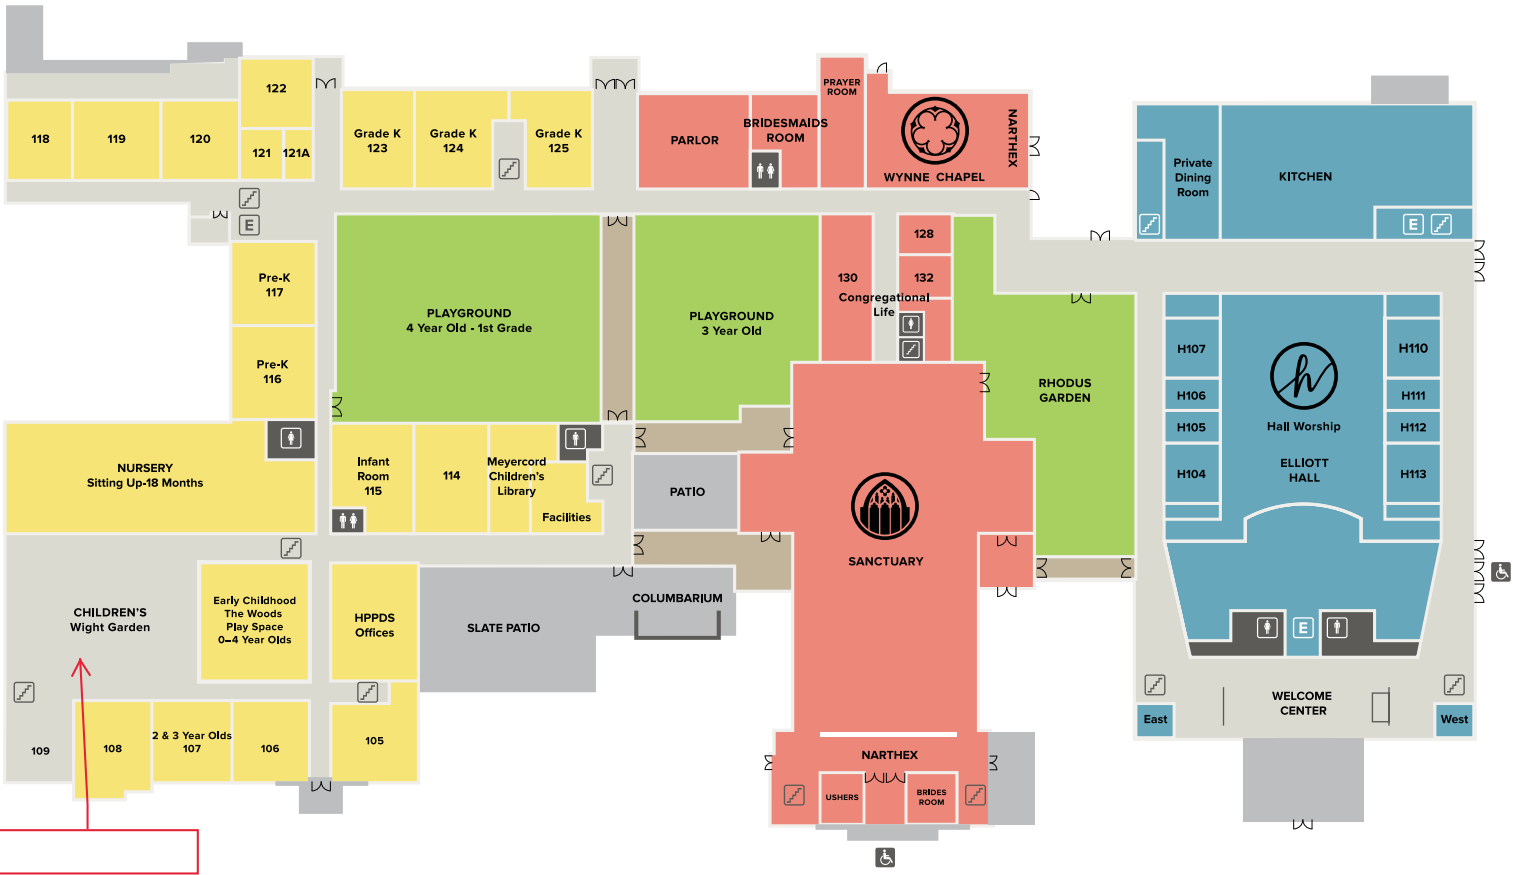 118
119
120
122
121
121A
Grade K
123
Grade K
124
Grade K
125
PARLOR
BRIDESMAIDS
ROOM
PRAYER
ROOM
WYNNE CHAPEL
NARTHEX
Private
Dining
Room
KITCHEN
E
E
Pre-K
117
Pre-K
116
PLAYGROUND
4 Year Old - 1st Grade
PLAYGROUND
3 Year Old
130
128
132
Congregational
Life
RHODUS
GARDEN
H107
H106
H105
H104
h
Hall Worship
ELLIOTT
HALL
H110
H111
H112
H113
NURSERY
Sitting Up-18 Months
Infant
Room
115
114
Meyercord
Children's
Library
Facilities
PATIO
SANCTUARY
CHILDREN'S
Wight Garden
Early Childhood
The Woods
Play Space
0–4 Year Olds
HPPDS
Offices
SLATE PATIO
COLUMBARIUM
E
109
108
2 & 3 Year Olds
107
106
105
NARTHEX
USHERS
BRIDES
ROOM
East
WELCOME
CENTER
West